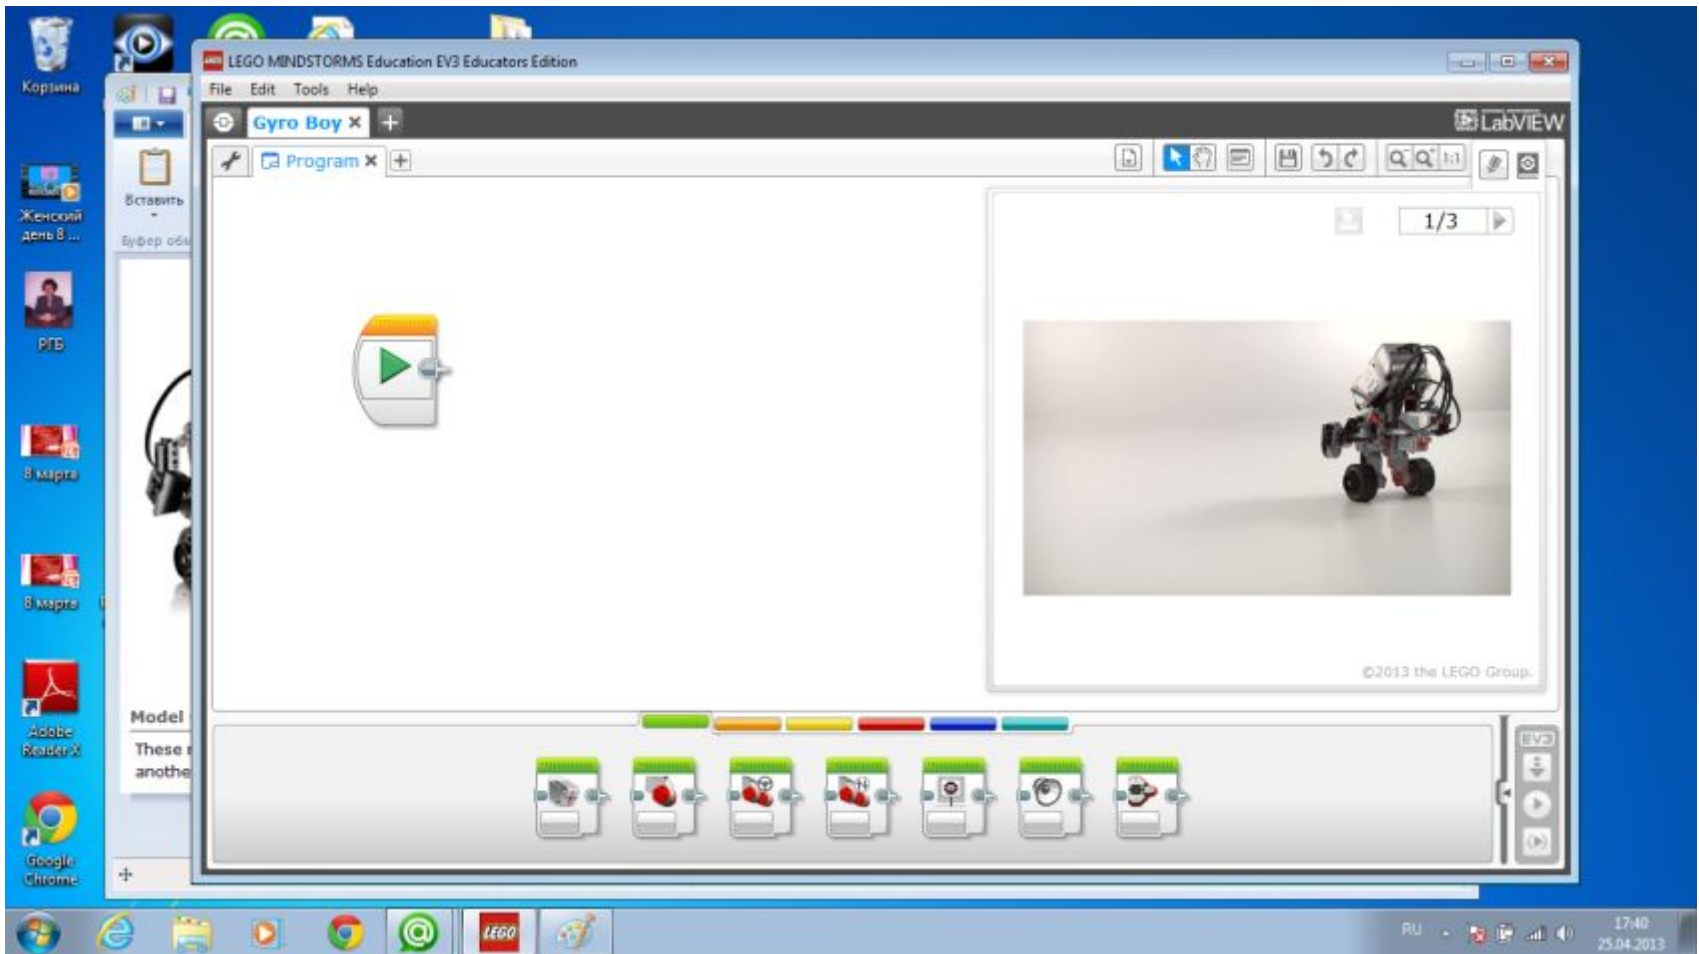 LEGO MINDSTORMS Education EV3 Educators Edition
File Edit Tools Help
Gyro Boy
LabVIEW
Program
1:1
1/3
©2013 the LEGO Group.
EV3
Корзина
Женский
день 8 ...
РГБ
8 марта
8 марта
Adobe
Reader X
Google
Chrome
Вставить
Буфер обм
Model
These
anothe
LEGO
RU
17:40
25.04.2013